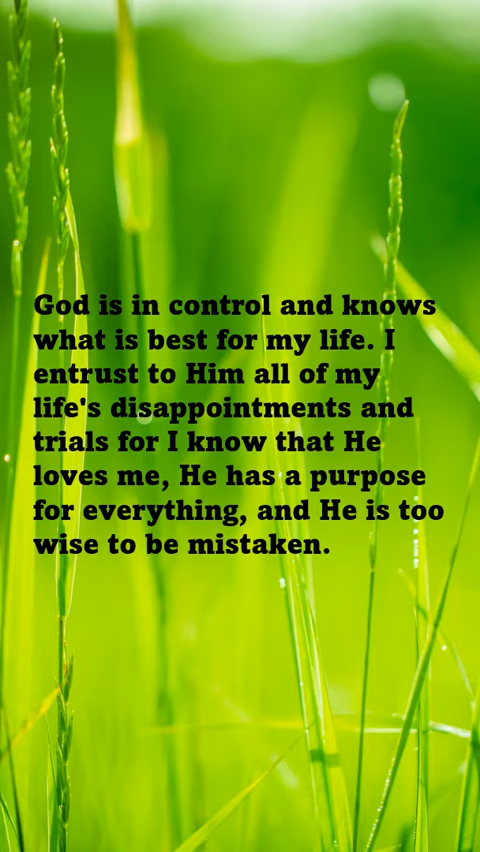 God is in control and knows
what is best for my life. I
entrust to Him all of my
life's disappointments and
trials for I know that He
loves me, He has a purpose
for everything, and He is too
wise to be mistaken.